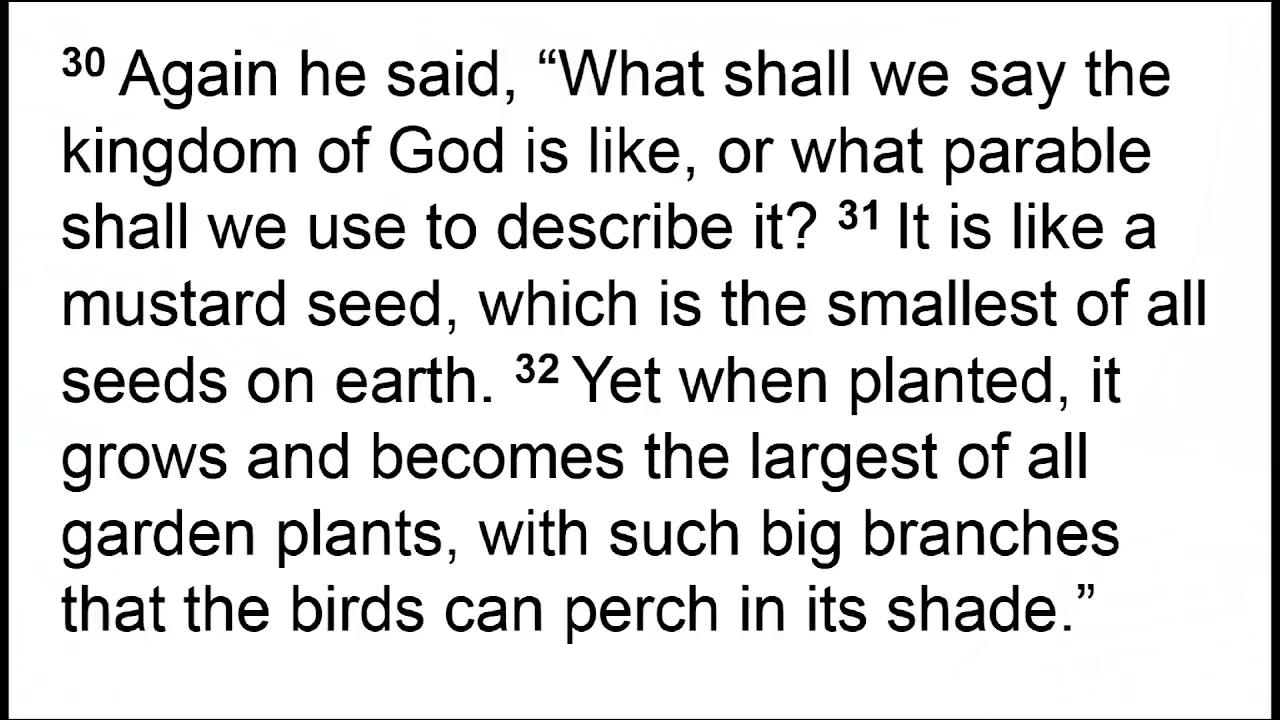 30 Again he said, “What shall we say the
kingdom of God is like, or what parable
shall we use to describe it? 31 It is like a
mustard seed, which is the smallest of all
seeds on earth. 32 Yet when planted, it
grows and becomes the largest of all
garden plants, with such big branches
that the birds can perch in its shade.”